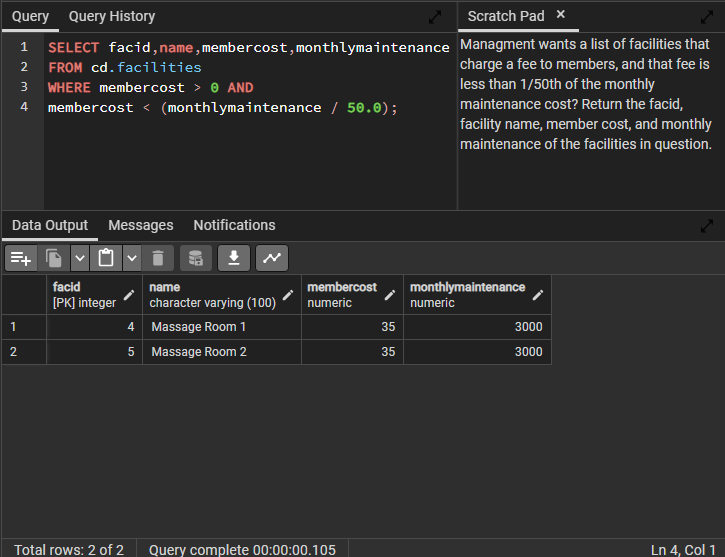 Query Query History
Scratch Pad ×
1 SELECT facid,name,membercost,monthlymaintenance
2 FROM cd.facilities
3 WHERE membercost > 0 AND
4 membercost < (monthlymaintenance / 50.0);
Managment wants a list of facilities that
charge a fee to members, and that fee is
less than 1/50th of the monthly
maintenance cost? Return the facid,
facility name, member cost, and monthly
maintenance of the facilities in question.
Data Output Messages Notifications
facid name membercost monthlymaintenance
[PK] integer character varying (100) numeric numeric
1 4 Massage Room 1 35 3000
2 5 Massage Room 2 35 3000
Total rows: 2 of 2 Query complete 00:00:00.105 Ln 4, Col 1